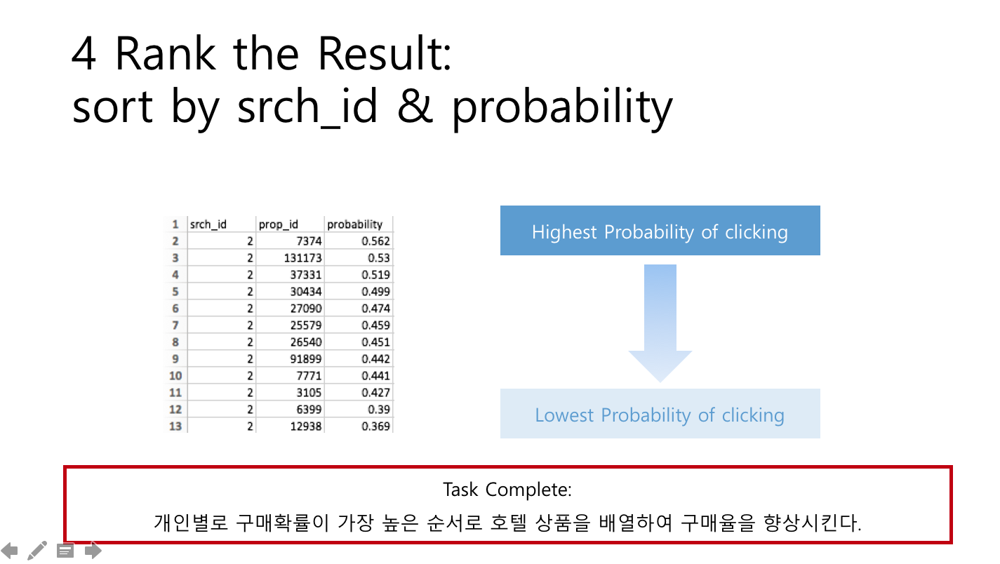 4 Rank the Result:
sort by srch_id & probability
1 srch_id prop_id probability
2 2 7374 0.562
3 2 131173 0.53
4 2 37331 0.519
5 2 30434 0.499
6 2 27090 0.474
7 2 25579 0.459
8 2 26540 0.451
9 2 91899 0.442
10 2 7771 0.441
11 2 3105 0.427
12 2 6399 0.39
13 2 12938 0.369
Highest Probability of clicking
Lowest Probability of clicking
Task Complete:
개인별로 구매확률이 가장 높은 순서로 호텔 상품을 배열하여 구매율을 향상시킨다.